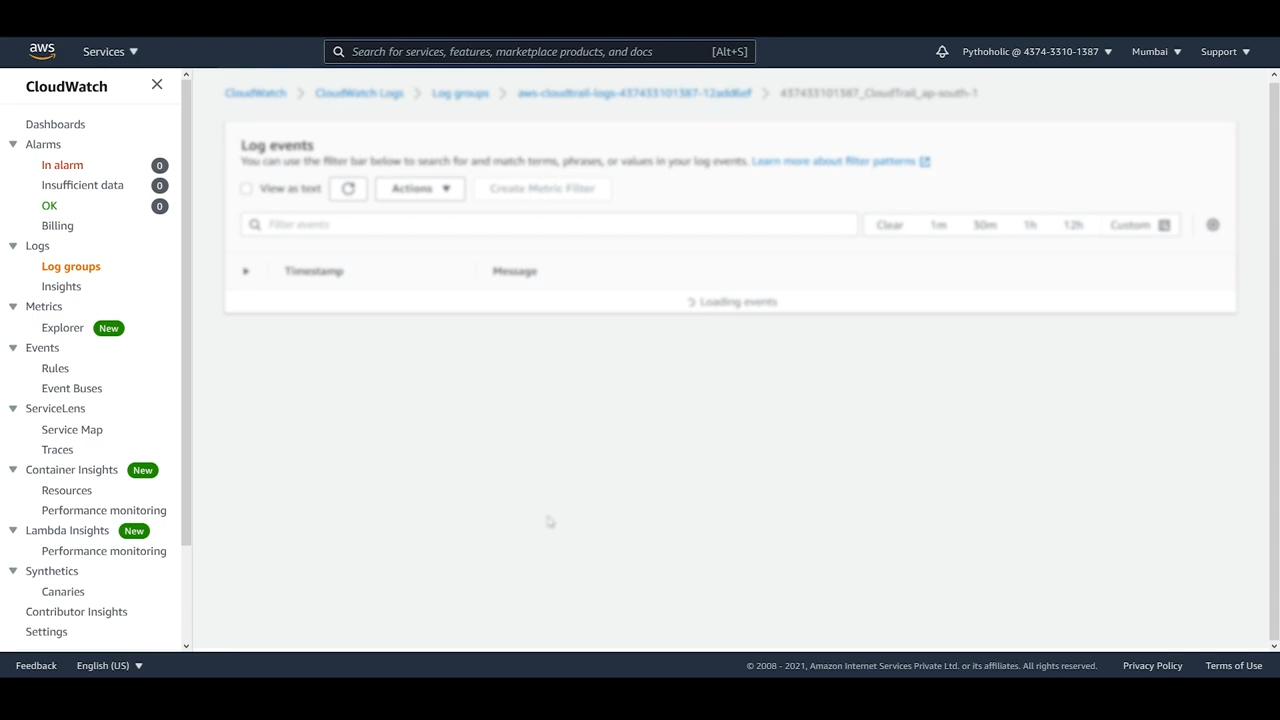 aws
Services
Search for services, features, marketplace products, and docs [Alt+S]
Pythoholic @ 4374-3310-1387
Mumbai
Support
CloudWatch
Dashboards
Alarms
In alarm 0
Insufficient data 0
OK 0
Billing
Logs
Log groups
Insights
Metrics
Explorer New
Events
Rules
Event Buses
ServiceLens
Service Map
Traces
Container Insights New
Resources
Performance monitoring
Lambda Insights New
Performance monitoring
Synthetics
Canaries
Contributor Insights
Settings
CloudWatch
CloudWatch Logs
Log groups
aws-cloudtrail-logs-437433101387-12add6ef
437433101387_CloudTrail_ap-south-1
Log events
You can use the filter bar below to search for and match terms, phrases, or values in your log events. Learn more about filter patterns
View as text
Actions
Create Metric Filter
Filter events
Clear 1m 30m 1h 12h Custom
Timestamp Message
Loading events
Feedback
English (US)
© 2008 - 2021, Amazon Internet Services Private Ltd. or its affiliates. All rights reserved.
Privacy Policy
Terms of Use